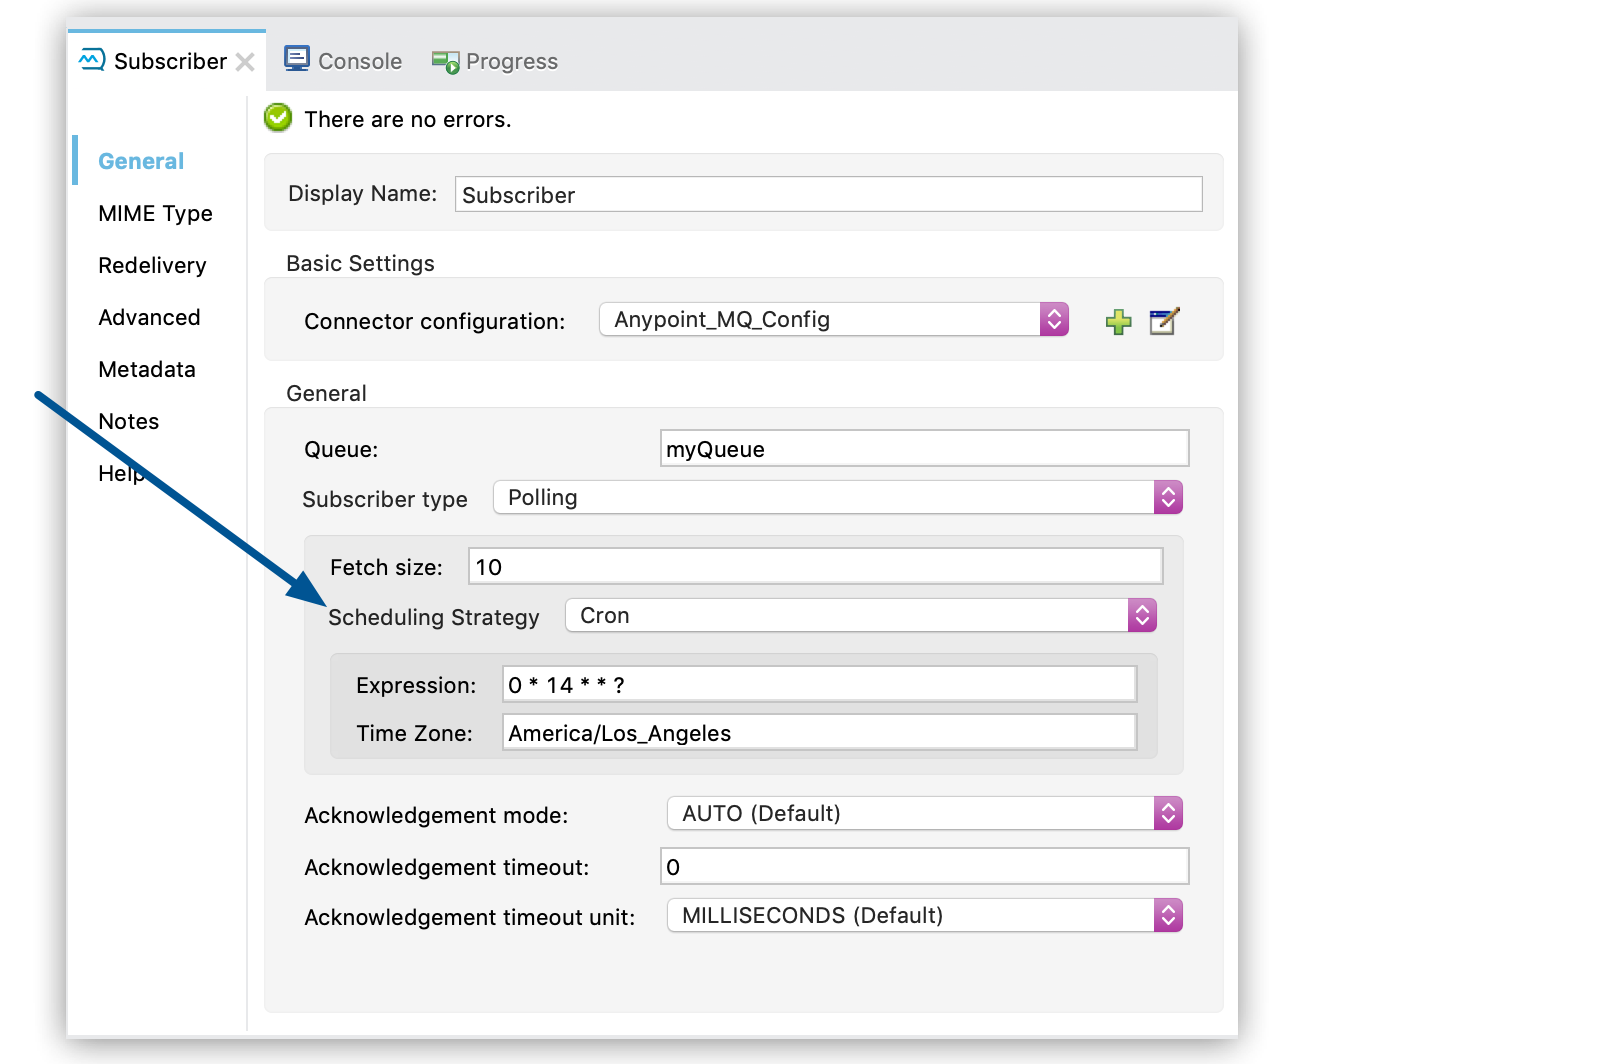 Subscriber
Console
Progress
General
MIME Type
Redelivery
Advanced
Metadata
Notes
Help
There are no errors.
Display Name: Subscriber
Basic Settings
Connector configuration: Anypoint_MQ_Config
General
Queue: myQueue
Subscriber type Polling
Fetch size: 10
Scheduling Strategy Cron
Expression: 0 * 14 * * ?
Time Zone: America/Los_Angeles
Acknowledgement mode: AUTO (Default)
Acknowledgement timeout: 0
Acknowledgement timeout unit: MILLISECONDS (Default)